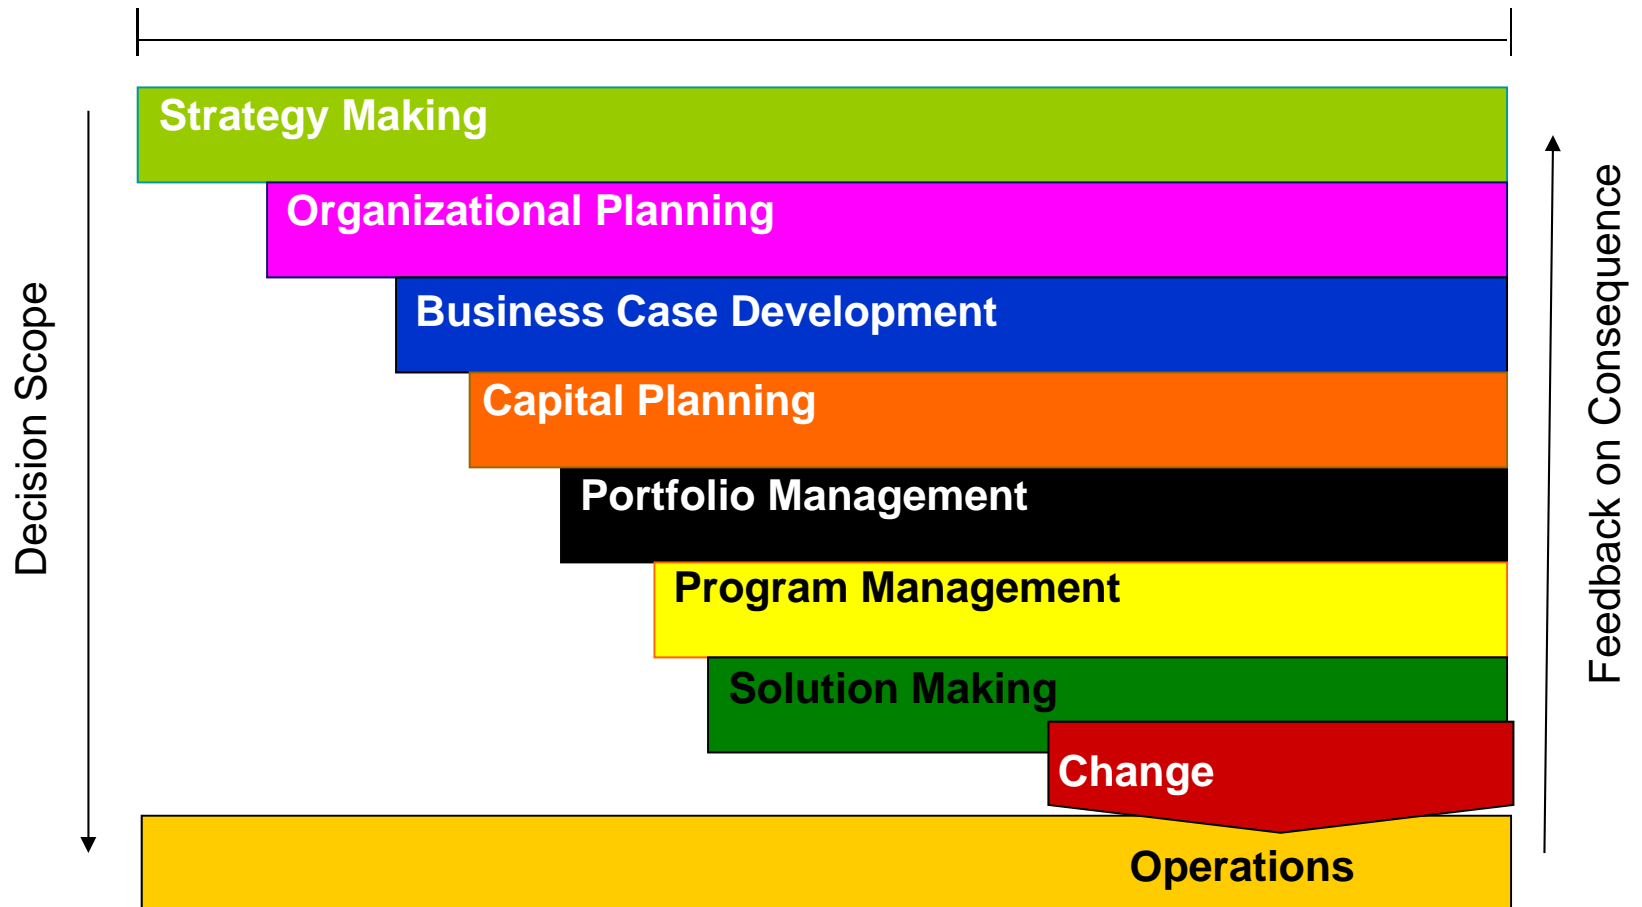 Strategy Making
Organizational Planning
Business Case Development
Capital Planning
Portfolio Management
Program Management
Solution Making
Change
Operations
Decision Scope
Feedback on Consequence